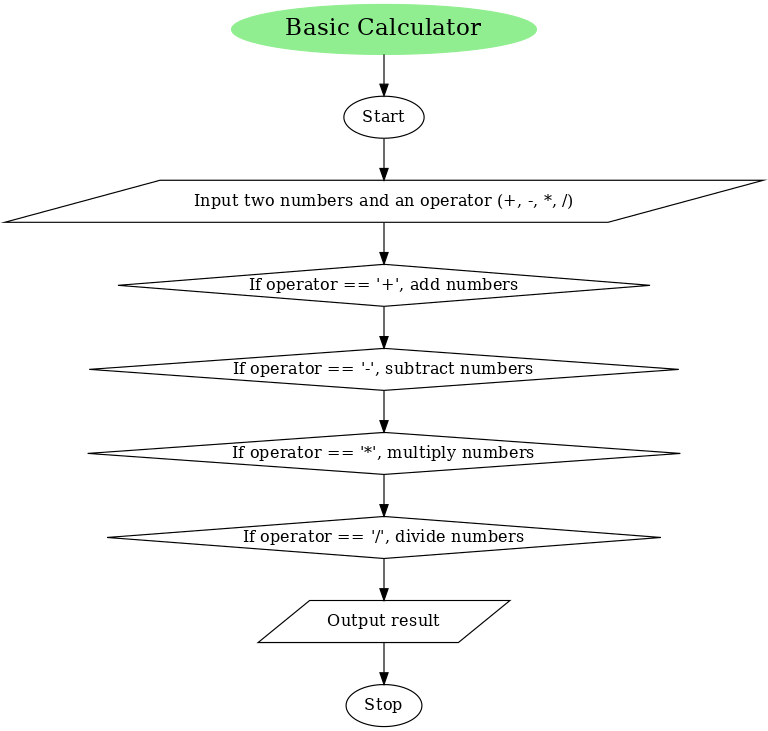 Basic Calculator
Start
Input two numbers and an operator (+, -, *, /)
If operator == '+', add numbers
If operator == '-', subtract numbers
If operator == '*', multiply numbers
If operator == '/', divide numbers
Output result
Stop